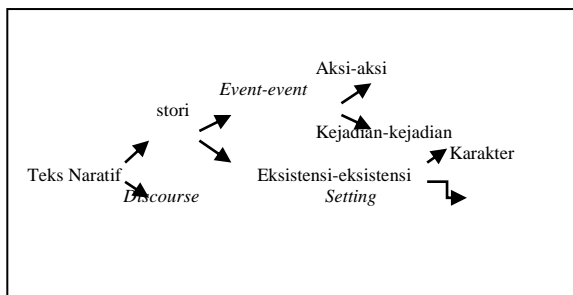 Aksi-aksi
Event-event
stori
Kejadian-kejadian
Karakter
Teks Naratif
Eksistensi-eksistensi
Discourse
Setting